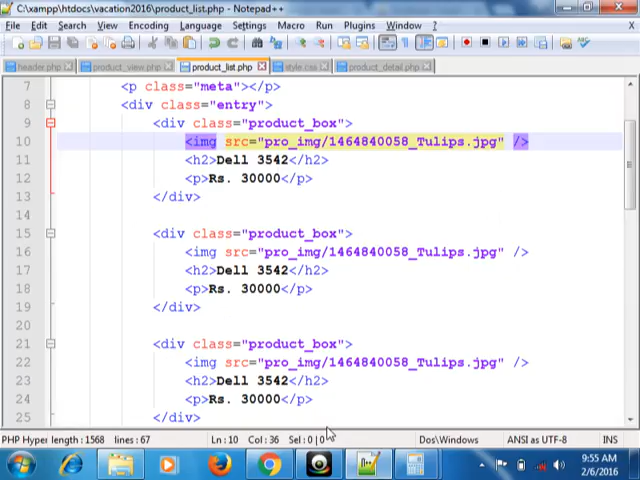 C:\xampp\htdocs\vacation2016\product_list.php - Notepad++
File Edit Search View Encoding Language Settings Macro Run Plugins Window ?
header.php product_view.php product_list.php style.css product_detail.php
7 <p class="meta"></p>
8 <div class="entry">
9 <div class="product_box">
10 <img src="pro_img/1464840058_Tulips.jpg" />
11 <h2>Dell 3542</h2>
12 <p>Rs. 30000</p>
13 </div>
14
15 <div class="product_box">
16 <img src="pro_img/1464840058_Tulips.jpg" />
17 <h2>Dell 3542</h2>
18 <p>Rs. 30000</p>
19 </div>
20
21 <div class="product_box">
22 <img src="pro_img/1464840058_Tulips.jpg" />
23 <h2>Dell 3542</h2>
24 <p>Rs. 30000</p>
25 </div>
PHP Hyper length : 1568 lines : 67 Ln : 10 Col : 36 Sel : 0 | 0 Dos\Windows ANSI as UTF-8 INS
9:55 AM
2/6/2016